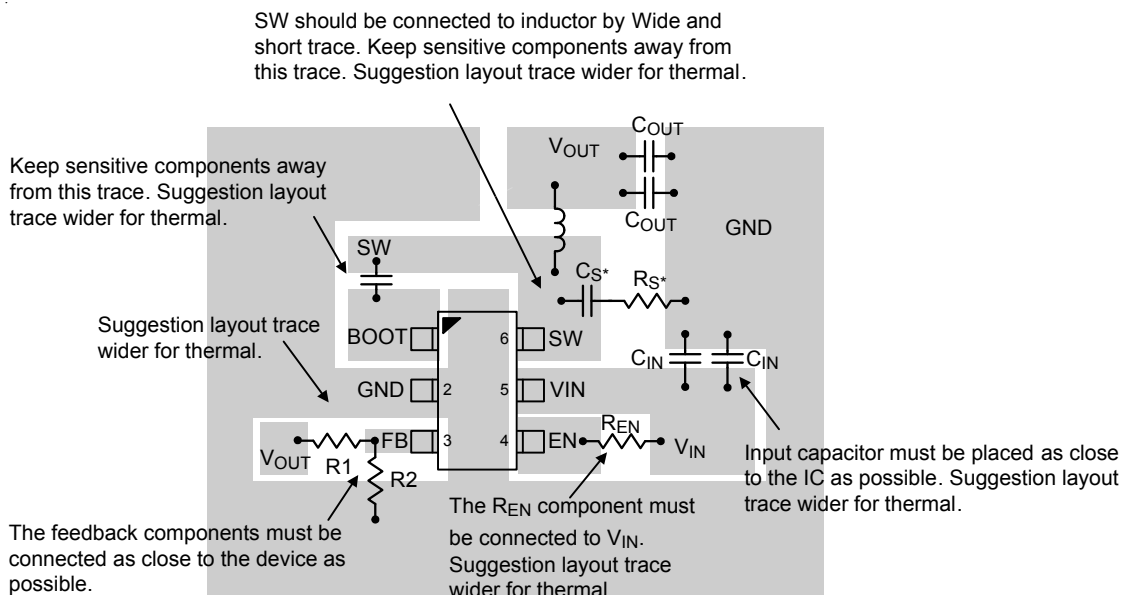 SW should be connected to inductor by Wide and
short trace. Keep sensitive components away from
this trace. Suggestion layout trace wider for thermal.
Keep sensitive components away
from this trace. Suggestion layout
trace wider for thermal.
COUT
VOUT
COUT
GND
SW
CS*
RS*
Suggestion layout trace
wider for thermal.
BOOT
6
SW
CIN
CIN
GND
2
5
VIN
FB
3
4
EN
REN
VIN
VOUT
R1
R2
Input capacitor must be placed as close
to the IC as possible. Suggestion layout
trace wider for thermal.
The feedback components must be
connected as close to the device as
possible.
The REN component must
be connected to VIN.
Suggestion layout trace
wider for thermal